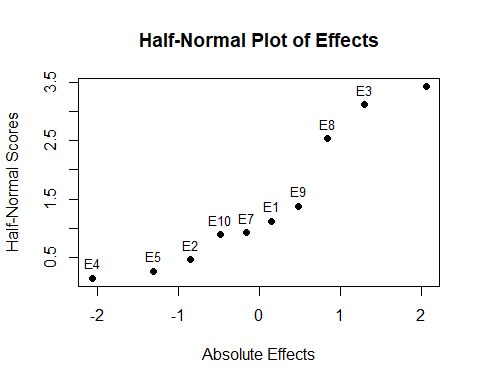 Half-Normal Plot of Effects
Half-Normal Scores
3.5
2.5
1.5
0.5
E3
E8
E9
E1
E10 E7
E2
E5
E4
-2 -1 0 1 2
Absolute Effects